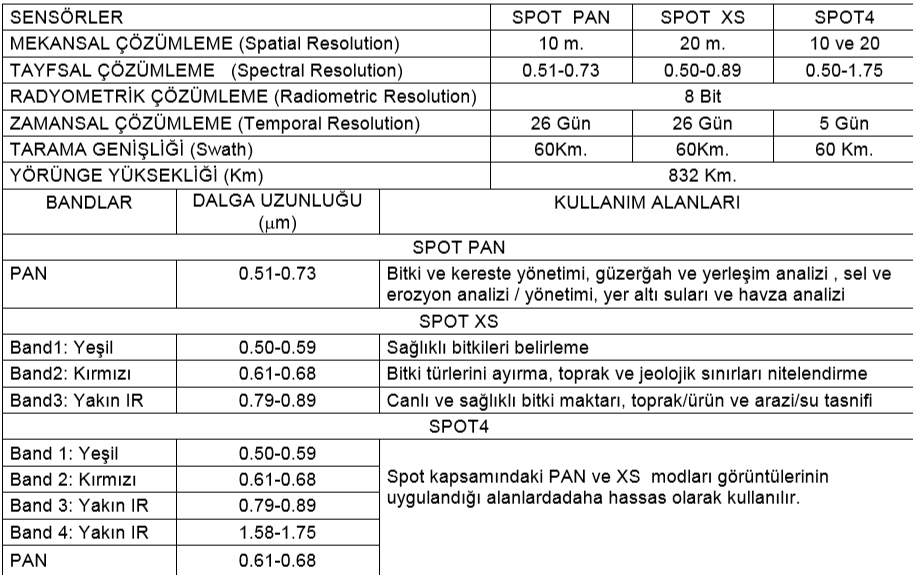 SENSÖRLER SPOT PAN SPOT XS SPOT4
MEKANSAL ÇÖZÜMLEME (Spatial Resolution) 10 m. 20 m. 10 ve 20
TAYFSAL ÇÖZÜMLEME (Spectral Resolution) 0.51-0.73 0.50-0.89 0.50-1.75
RADYOMETRİK ÇÖZÜMLEME (Radiometric Resolution) 8 Bit
ZAMANSAL ÇÖZÜMLEME (Temporal Resolution) 26 Gün 26 Gün 5 Gün
TARAMA GENİŞLİĞİ (Swath) 60Km. 60Km. 60 Km.
YÖRÜNGE YÜKSEKLİĞİ (Km) 832 Km.
BANDLAR DALGA UZUNLUĞU KULLANIM ALANLARI
(μm)
SPOT PAN
PAN 0.51-0.73 Bitki ve kereste yönetimi, güzerğah ve yerleşim analizi , sel ve
erozyon analizi / yönetimi, yer altı suları ve havza analizi
SPOT XS
Band1: Yeşil 0.50-0.59 Sağlıklı bitkileri belirleme
Band2: Kırmızı 0.61-0.68 Bitki türlerini ayırma, toprak ve jeolojik sınırları nitelendirme
Band3: Yakın IR 0.79-0.89 Canlı ve sağlıklı bitki maktarı, toprak/ürün ve arazi/su tasnifi
SPOT4
Band 1: Yeşil 0.50-0.59
Band 2: Kırmızı 0.61-0.68 Spot kapsamındaki PAN ve XS modları görüntülerinin
Band 3: Yakın IR 0.79-0.89 uygulandığı alanlardadaha hassas olarak kullanılır.
Band 4: Yakın IR 1.58-1.75
PAN 0.61-0.68